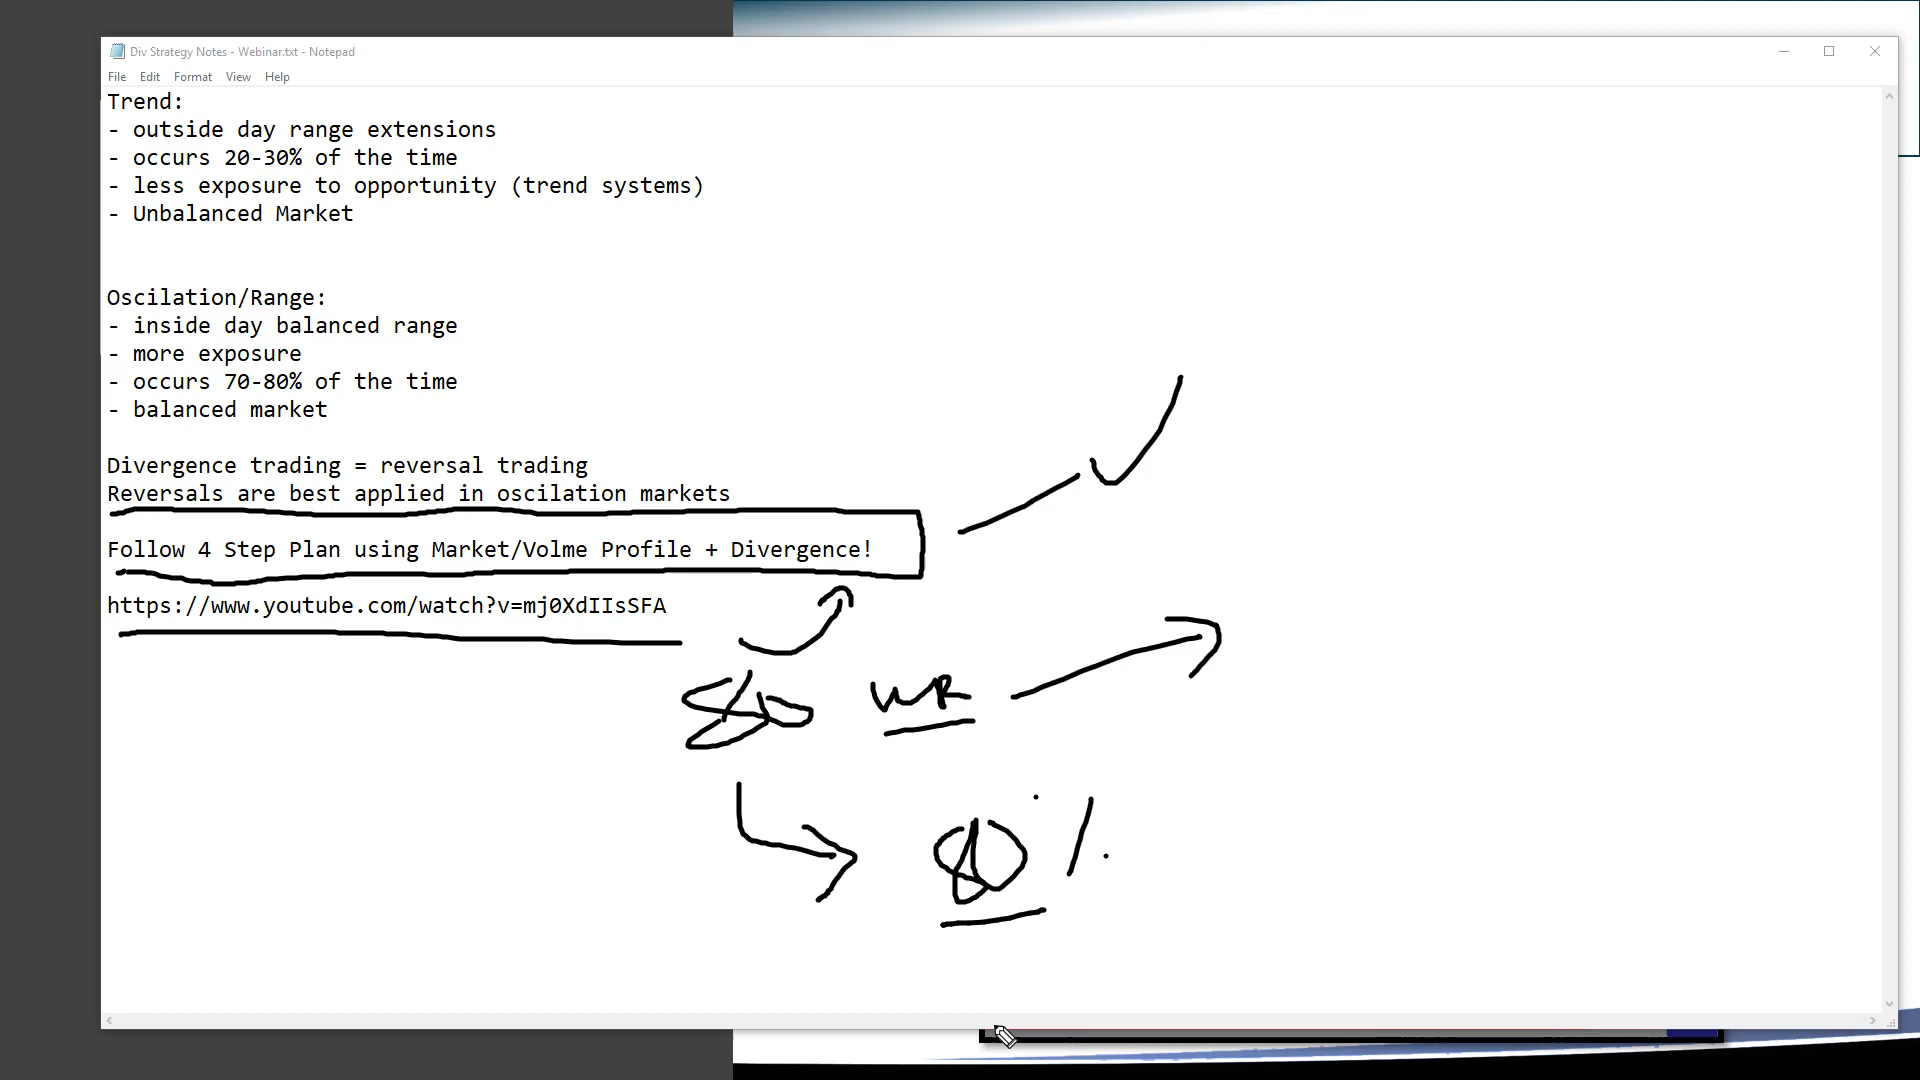 Div Strategy Notes - Webinar.txt - Notepad
File Edit Format View Help
Trend:
- outside day range extensions
- occurs 20-30% of the time
- less exposure to opportunity (trend systems)
- Unbalanced Market
Oscilation/Range:
- inside day balanced range
- more exposure
- occurs 70-80% of the time
- balanced market
Divergence trading = reversal trading
Reversals are best applied in oscilation markets
Follow 4 Step Plan using Market/Volme Profile + Divergence!
https://www.youtube.com/watch?v=mj0XdIIsSFA
80 WR
80%